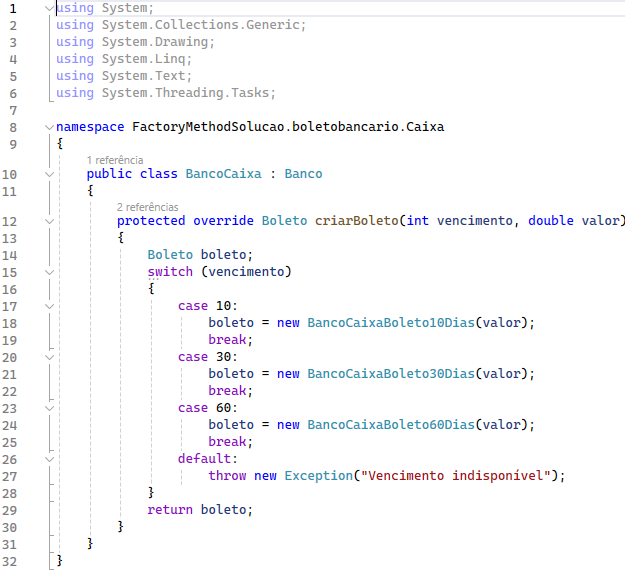 1 using System;
2 using System.Collections.Generic;
3 using System.Drawing;
4 using System.Linq;
5 using System.Text;
6 using System.Threading.Tasks;
7
8 namespace FactoryMethodSolucao.boletobancario.Caixa
9 {
1 referência
10 public class BancoCaixa : Banco
11 {
2 referências
12 protected override Boleto criarBoleto(int vencimento, double valor)
13 {
14 Boleto boleto;
15 switch (vencimento)
16 {
17 case 10:
18 boleto = new BancoCaixaBoleto10Dias(valor);
19 break;
20 case 30:
21 boleto = new BancoCaixaBoleto30Dias(valor);
22 break;
23 case 60:
24 boleto = new BancoCaixaBoleto60Dias(valor);
25 break;
26 default:
27 throw new Exception("Vencimento indisponível");
28 }
29 return boleto;
30 }
31 }
32 }